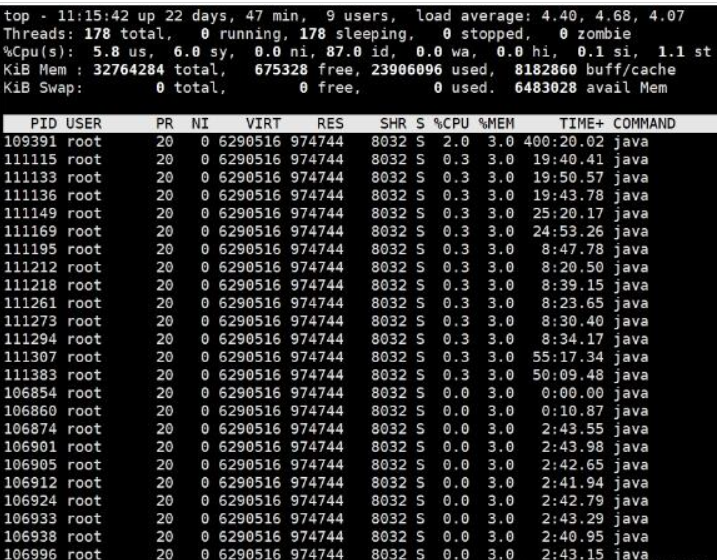 top - 11:15:42 up 22 days, 47 min,  9 users,  load average: 4.40, 4.68, 4.07
Threads: 178 total,   0 running, 178 sleeping,   0 stopped,   0 zombie
%Cpu(s):  5.8 us,  6.0 sy,  0.0 ni, 87.0 id,  0.0 wa,  0.0 hi,  0.1 si,  1.1 st
KiB Mem : 32764284 total,   675328 free, 23906096 used,  8182860 buff/cache
KiB Swap:        0 total,        0 free,        0 used.  6483028 avail Mem
PID USER PR NI VIRT RES SHR S %CPU %MEM TIME+ COMMAND
109391 root 20 0 6290516 974744 8032 S 2.0 3.0 400:20.02 java
111115 root 20 0 6290516 974744 8032 S 0.3 3.0 19:40.41 java
111133 root 20 0 6290516 974744 8032 S 0.3 3.0 19:50.57 java
111136 root 20 0 6290516 974744 8032 S 0.3 3.0 19:43.78 java
111149 root 20 0 6290516 974744 8032 S 0.3 3.0 25:20.17 java
111169 root 20 0 6290516 974744 8032 S 0.3 3.0 24:53.26 java
111195 root 20 0 6290516 974744 8032 S 0.3 3.0 8:47.78 java
111212 root 20 0 6290516 974744 8032 S 0.3 3.0 8:20.50 java
111218 root 20 0 6290516 974744 8032 S 0.3 3.0 8:39.15 java
111261 root 20 0 6290516 974744 8032 S 0.3 3.0 8:23.65 java
111273 root 20 0 6290516 974744 8032 S 0.3 3.0 8:30.40 java
111294 root 20 0 6290516 974744 8032 S 0.3 3.0 8:34.17 java
111307 root 20 0 6290516 974744 8032 S 0.3 3.0 55:17.34 java
111383 root 20 0 6290516 974744 8032 S 0.3 3.0 50:09.48 java
106854 root 20 0 6290516 974744 8032 S 0.0 3.0 0:00.00 java
106860 root 20 0 6290516 974744 8032 S 0.0 3.0 0:10.87 java
106874 root 20 0 6290516 974744 8032 S 0.0 3.0 2:43.55 java
106901 root 20 0 6290516 974744 8032 S 0.0 3.0 2:43.98 java
106905 root 20 0 6290516 974744 8032 S 0.0 3.0 2:42.65 java
106912 root 20 0 6290516 974744 8032 S 0.0 3.0 2:41.94 java
106924 root 20 0 6290516 974744 8032 S 0.0 3.0 2:42.79 java
106933 root 20 0 6290516 974744 8032 S 0.0 3.0 2:43.29 java
106938 root 20 0 6290516 974744 8032 S 0.0 3.0 2:40.95 java
106996 root 20 0 6290516 974744 8032 S 0.0 3.0 2:43.15 java